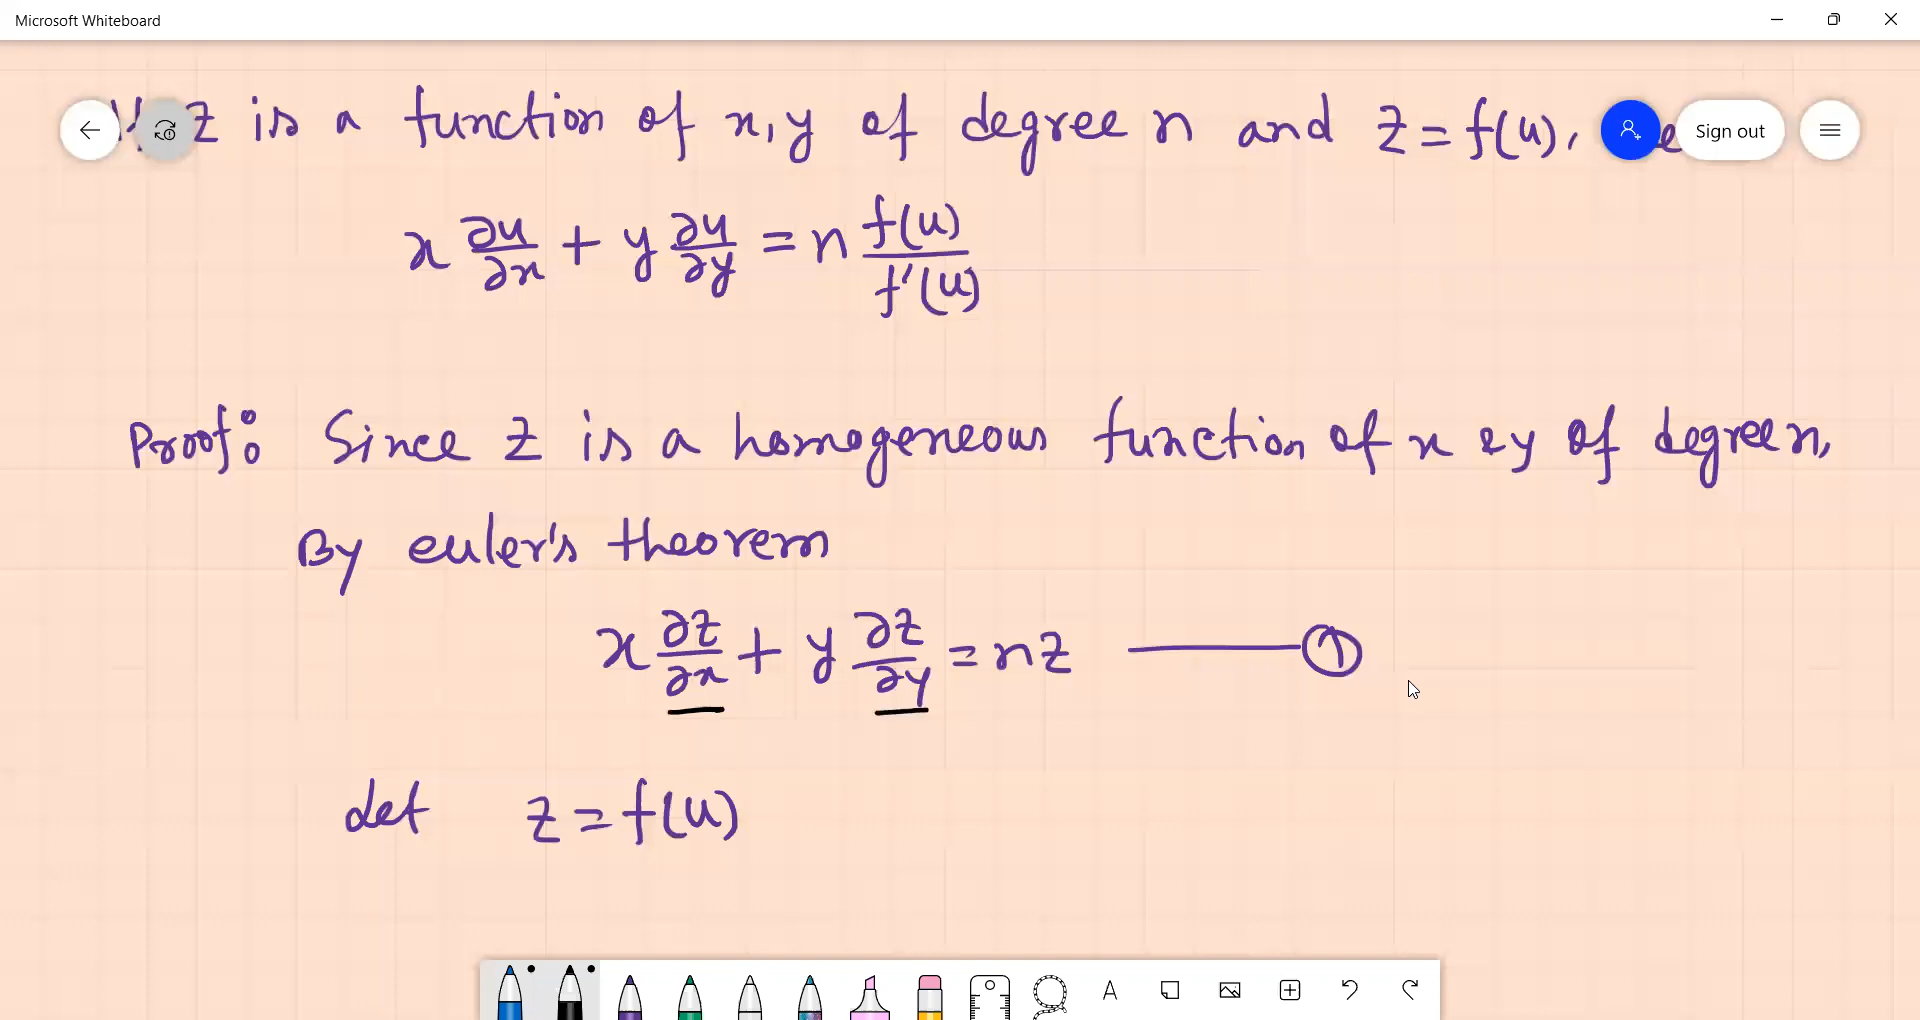 Microsoft Whiteboard
z is a function of x, y of degree n and z = f(u),
Sign out
x ∂u/∂x + y ∂u/∂y = n f(u)/f'(u)
Proof: Since z is a homogeneous function of x & y of degree n,
By euler's theorem
x ∂z/∂x + y ∂z/∂y = nz ——— ①
Let z = f(u)
A